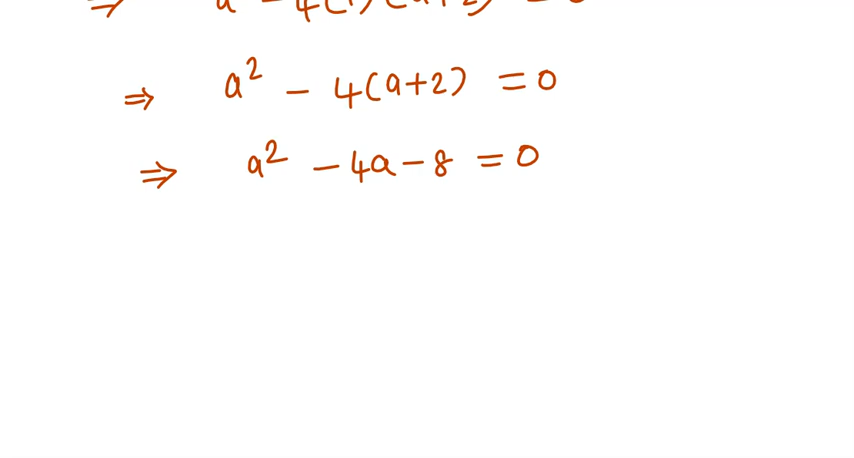 ⇒ a² - 4(a+2) = 0
⇒ a² - 4a - 8 = 0